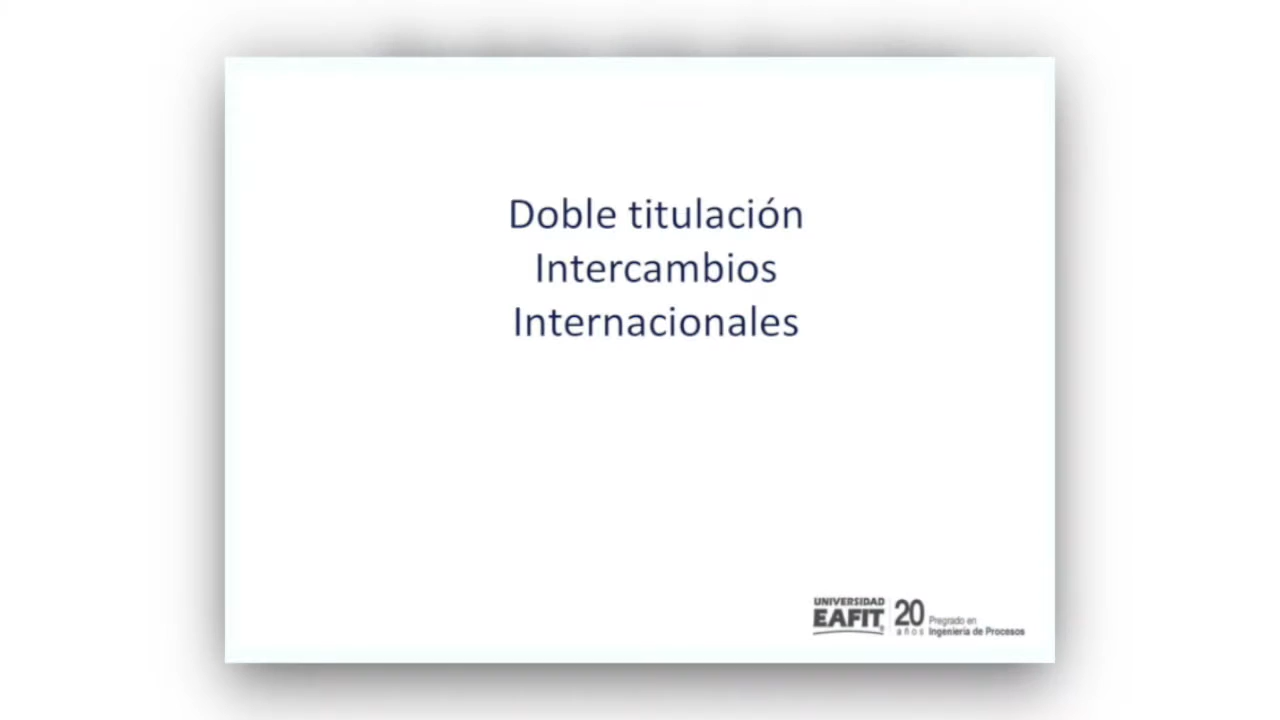 Doble titulación
Intercambios
Internacionales
UNIVERSIDAD
EAFIT
20
años
Pregrado en
Ingeniería de Procesos